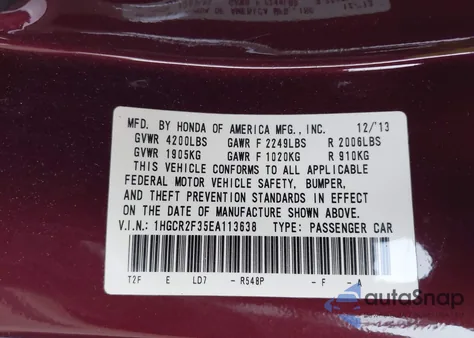 MFD. BY HONDA OF AMERICA MFG., INC. 12/'13
GVWR 4200LBS GAWR F 2249LBS R 2006LBS
GVWR 1905KG GAWR F 1020KG R 910KG
THIS VEHICLE CONFORMS TO ALL APPLICABLE
FEDERAL MOTOR VEHICLE SAFETY, BUMPER,
AND THEFT PREVENTION STANDARDS IN EFFECT
ON THE DATE OF MANUFACTURE SHOWN ABOVE.
V.I.N.: 1HGCR2F35EA113638 TYPE: PASSENGER CAR
T2F E LD7 - R548P - F - A
autoSnap